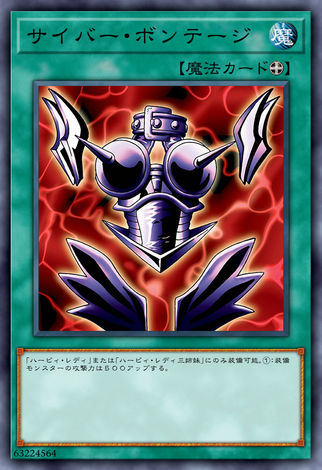 サイバー・ボンテージ
魔
【魔法カード】
「ハーピィ・レディ」または「ハーピィ・レディ三姉妹」にのみ装備可能。①：装備
モンスターの攻撃力は５００アップする。
63224564